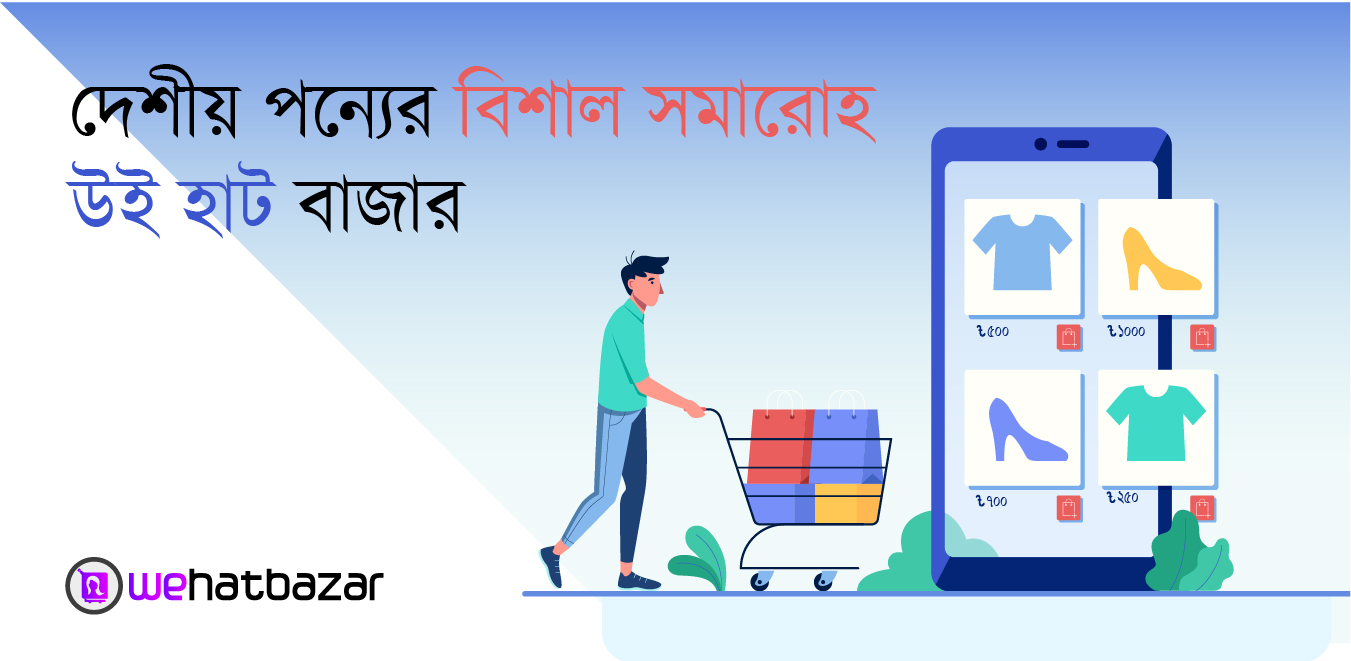 দেশীয় পন্যের বিশাল সমারোহ
উই হাট বাজার
৳৫০০
৳১০০০
৳৭০০
৳২৫০
wehatbazar